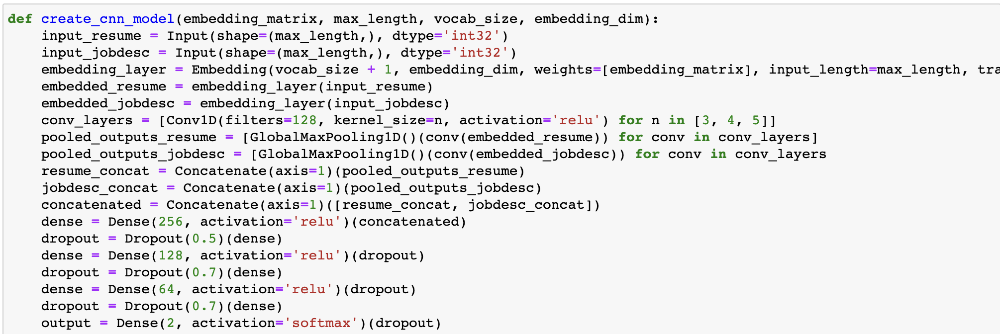 def create_cnn_model(embedding_matrix, max_length, vocab_size, embedding_dim):
    input_resume = Input(shape=(max_length,), dtype='int32')
    input_jobdesc = Input(shape=(max_length,), dtype='int32')
    embedding_layer = Embedding(vocab_size + 1, embedding_dim, weights=[embedding_matrix], input_length=max_length, tra
    embedded_resume = embedding_layer(input_resume)
    embedded_jobdesc = embedding_layer(input_jobdesc)
    conv_layers = [Conv1D(filters=128, kernel_size=n, activation='relu') for n in [3, 4, 5]]
    pooled_outputs_resume = [GlobalMaxPooling1D()(conv(embedded_resume)) for conv in conv_layers]
    pooled_outputs_jobdesc = [GlobalMaxPooling1D()(conv(embedded_jobdesc)) for conv in conv_layers
    resume_concat = Concatenate(axis=1)(pooled_outputs_resume)
    jobdesc_concat = Concatenate(axis=1)(pooled_outputs_jobdesc)
    concatenated = Concatenate(axis=1)([resume_concat, jobdesc_concat])
    dense = Dense(256, activation='relu')(concatenated)
    dropout = Dropout(0.5)(dense)
    dense = Dense(128, activation='relu')(dropout)
    dropout = Dropout(0.7)(dense)
    dense = Dense(64, activation='relu')(dropout)
    dropout = Dropout(0.7)(dense)
    output = Dense(2, activation='softmax')(dropout)